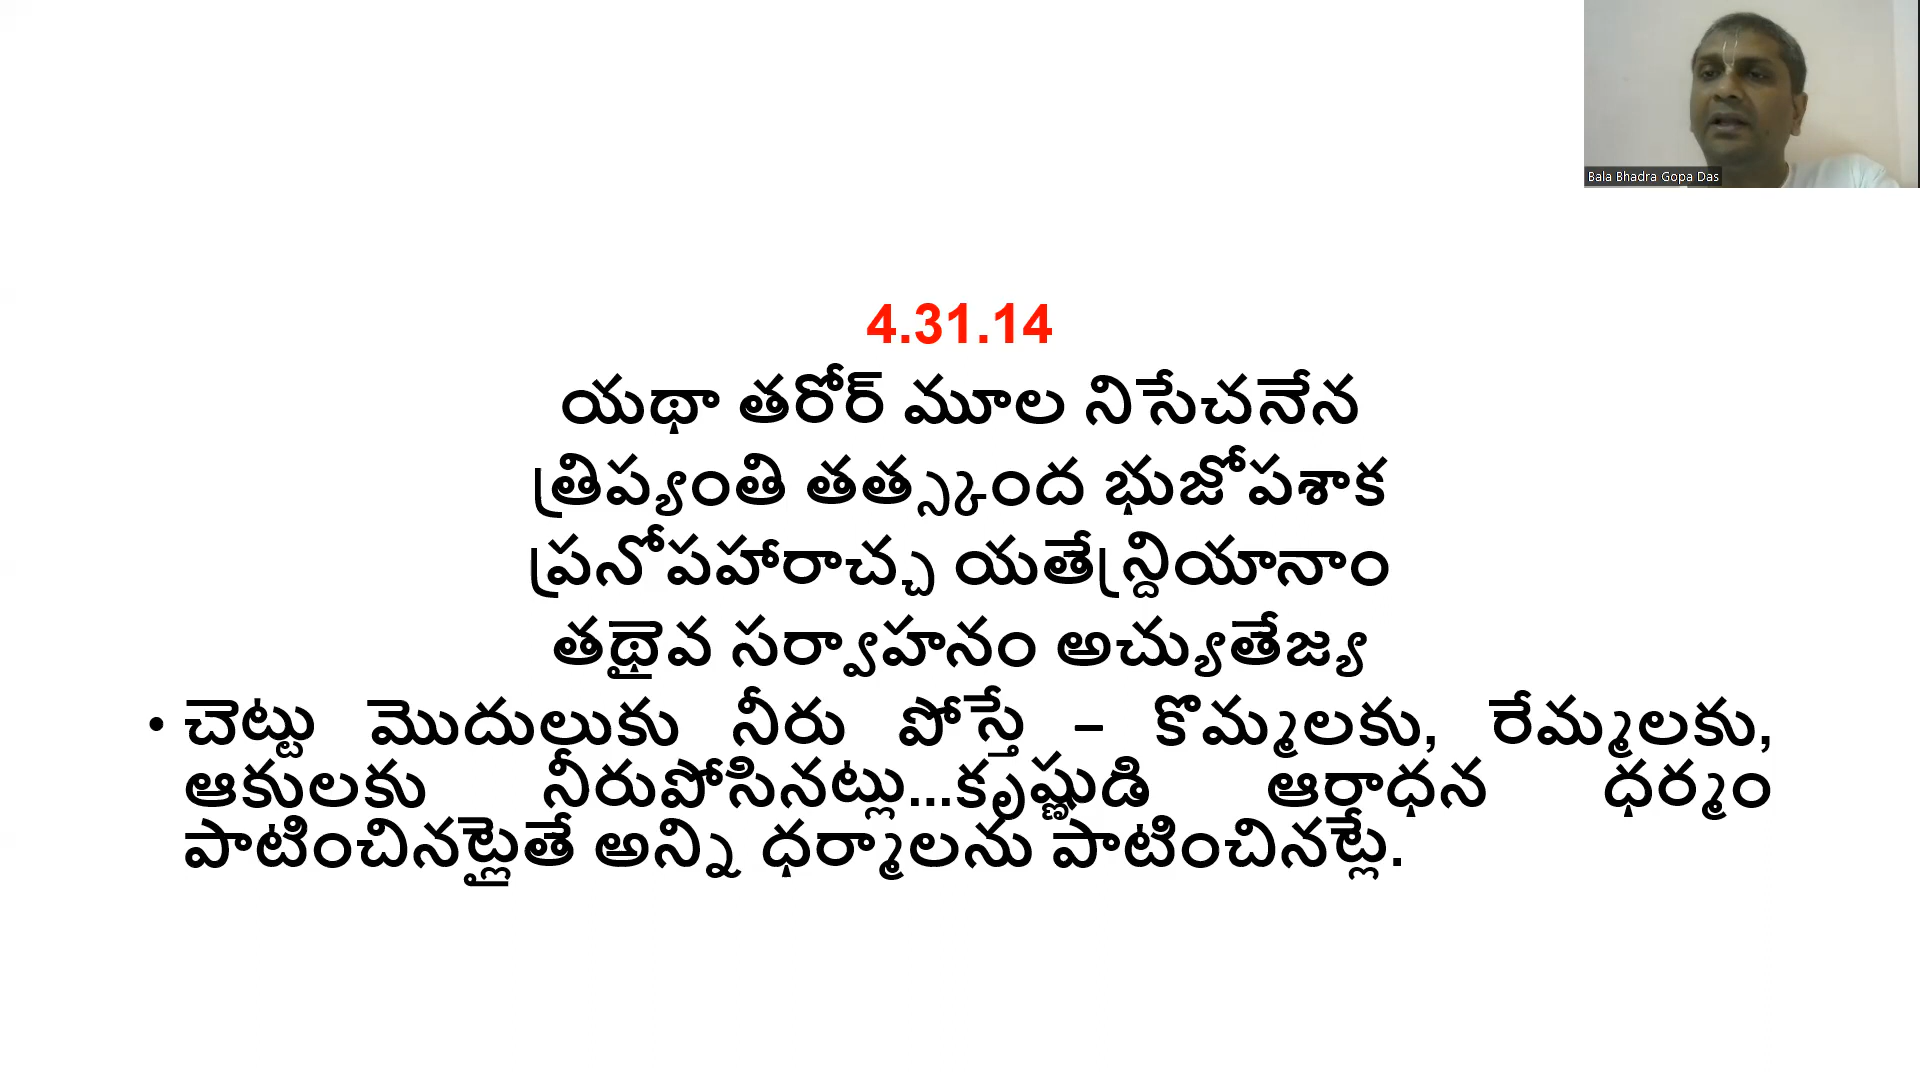 Bala Bhadra Gopa Das
4.31.14
యథా తరోర్ మూల నిసేచనేన
త్రిప్యంతి తత్స్కంద భుజోపశాక
ప్రనోపహారాచ్చ యతేన్ద్రియానాం
తథైవ సర్వాహనం అచ్యుతేజ్య
• చెట్టు మొదులుకు నీరు పోస్తే – కొమ్మలకు, రేమ్మలకు,
ఆకులకు నీరుపోసినట్లు...కృష్ణుడి ఆరాధన ధర్మం
పాటించినట్లైతే అన్ని ధర్మాలను పాటించినట్లే.